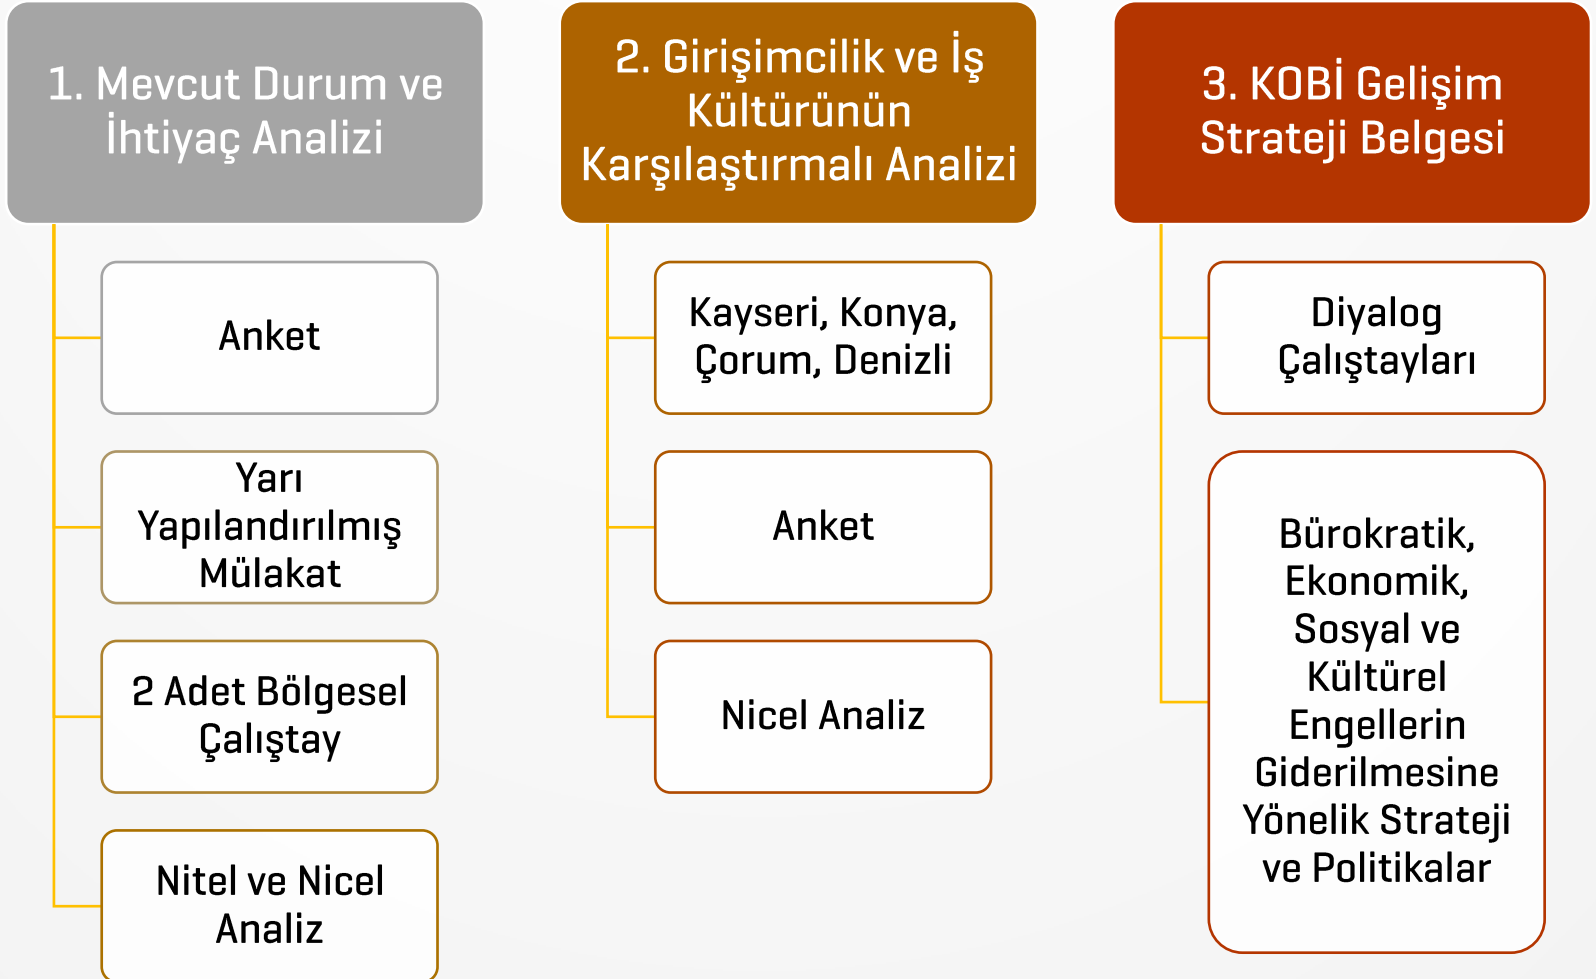 1. Mevcut Durum ve
İhtiyaç Analizi
Anket
Yarı
Yapılandırılmış
Mülakat
2 Adet Bölgesel
Çalıştay
Nitel ve Nicel
Analiz
2. Girişimcilik ve İş
Kültürünün
Karşılaştırmalı Analizi
Kayseri, Konya,
Çorum, Denizli
Anket
Nicel Analiz
3. KOBİ Gelişim
Strateji Belgesi
Diyalog
Çalıştayları
Bürokratik,
Ekonomik,
Sosyal ve
Kültürel
Engellerin
Giderilmesine
Yönelik Strateji
ve Politikalar